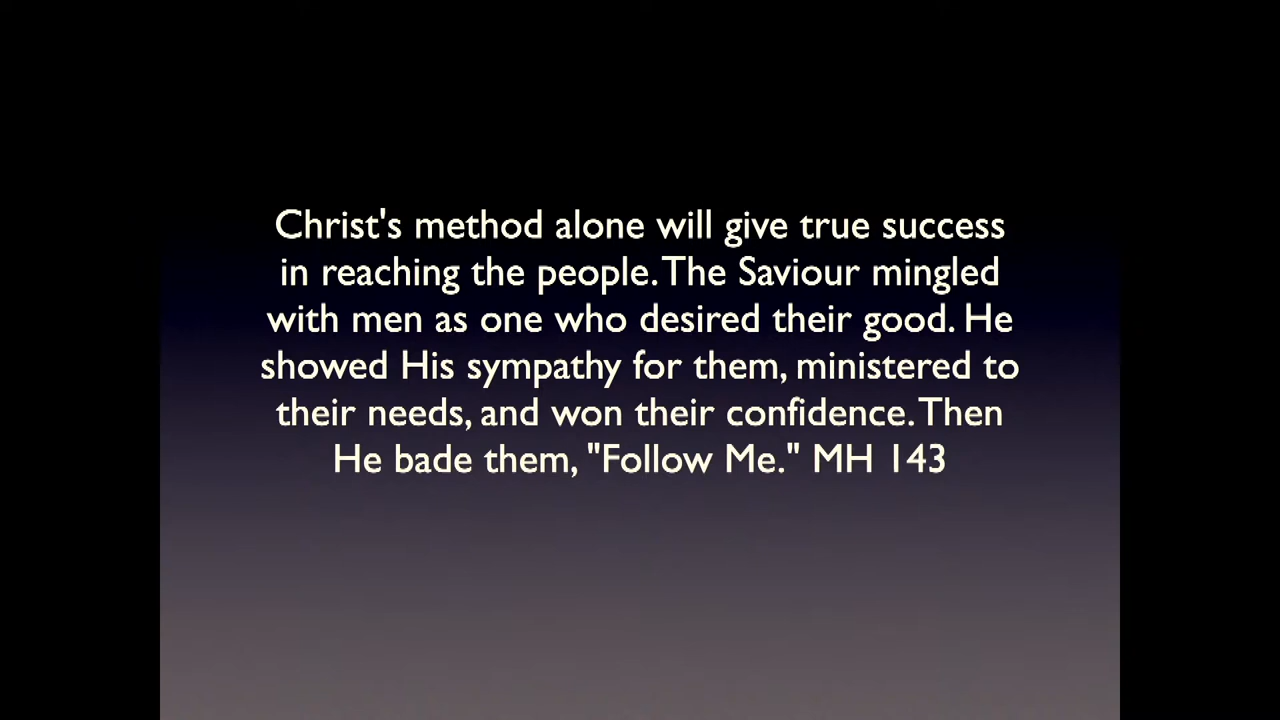 Christ's method alone will give true success
in reaching the people. The Saviour mingled
with men as one who desired their good. He
showed His sympathy for them, ministered to
their needs, and won their confidence. Then
He bade them, "Follow Me." MH 143